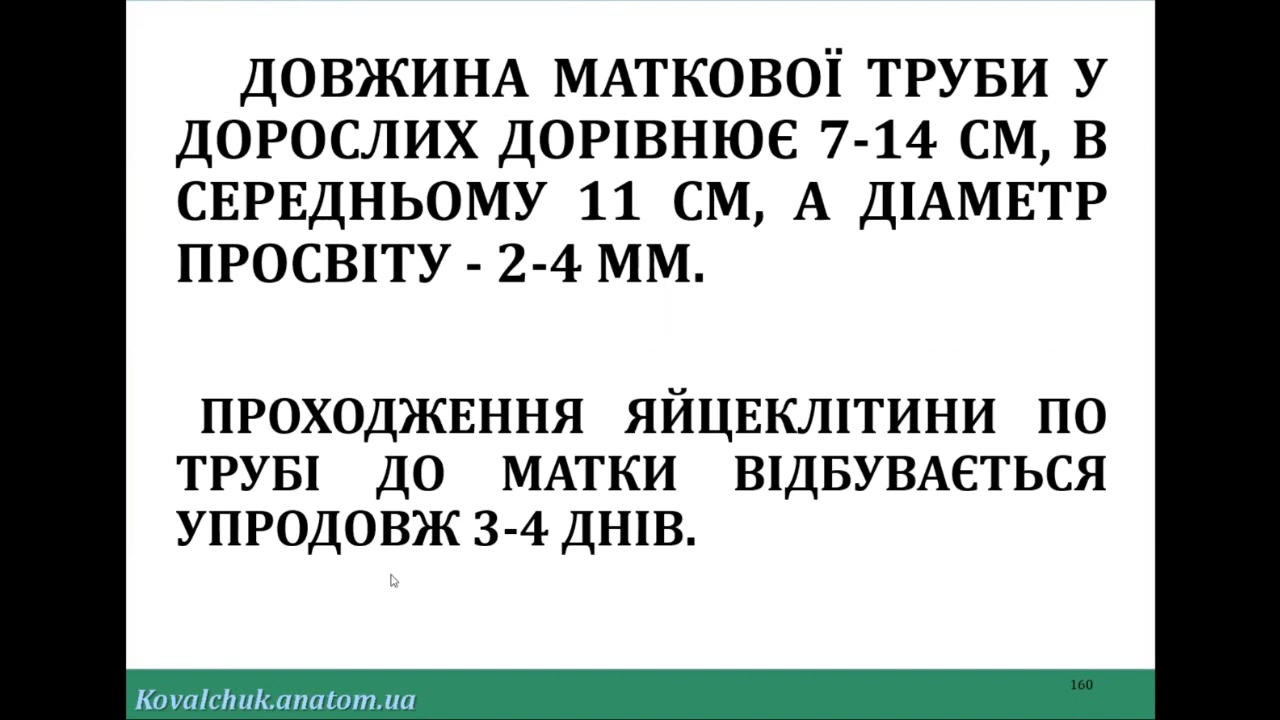 ДОВЖИНА МАТКОВОЇ ТРУБИ У
ДОРОСЛИХ ДОРІВНЮЄ 7-14 СМ, В
СЕРЕДНЬОМУ 11 СМ, А ДІАМЕТР
ПРОСВІТУ - 2-4 ММ.
ПРОХОДЖЕННЯ ЯЙЦЕКЛІТИНИ ПО
ТРУБІ ДО МАТКИ ВІДБУВАЄТЬСЯ
УПРОДОВЖ 3-4 ДНІВ.
160
Kovalchuk.anatom.ua